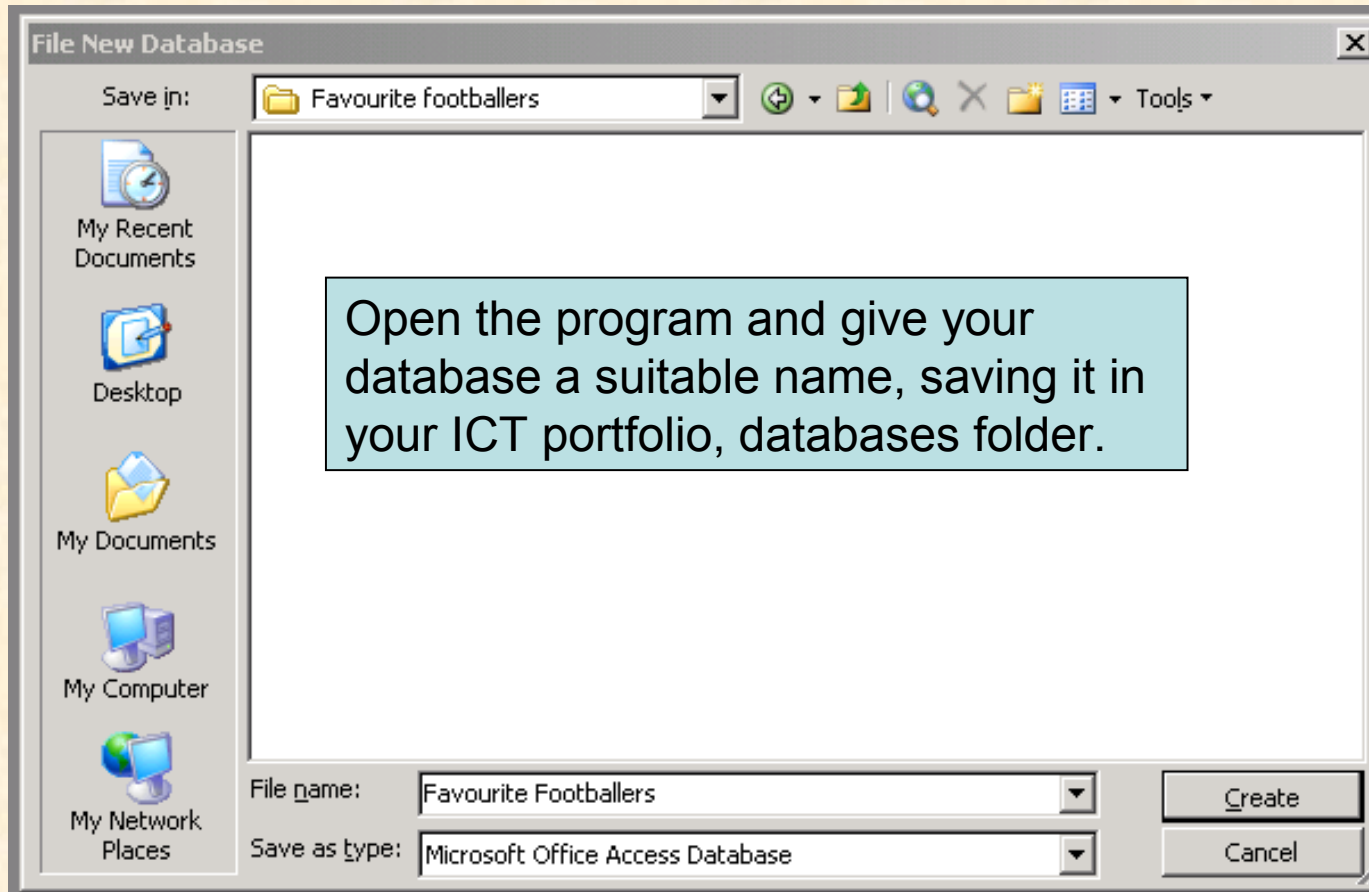 File New Database
Save in:
Favourite footballers
Tools
My Recent
Documents
Desktop
My Documents
My Computer
My Network
Places
Open the program and give your
database a suitable name, saving it in
your ICT portfolio, databases folder.
File name:
Favourite Footballers
Create
Save as type:
Microsoft Office Access Database
Cancel